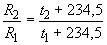 R₂/R₁ = (t₂ + 234,5)/(t₁ + 234,5)